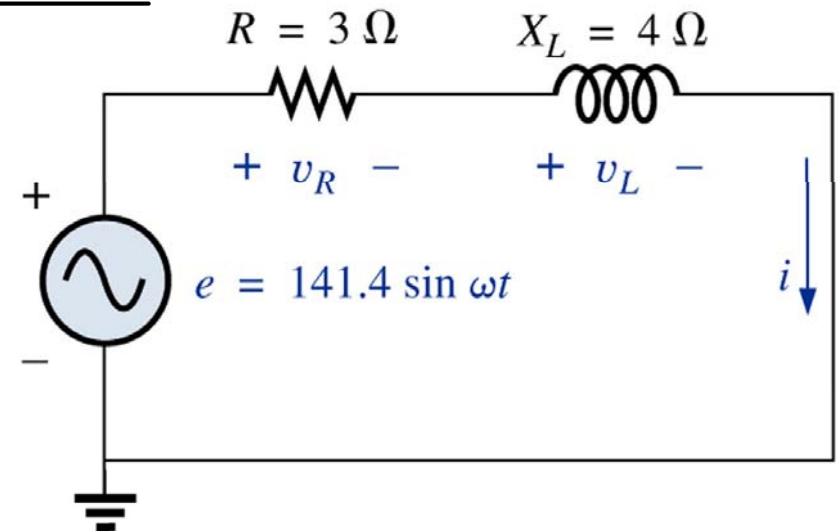 R = 3 Ω
X_L = 4 Ω
+ v_R −
+ v_L −
+
e = 141.4 sin ωt
i
−